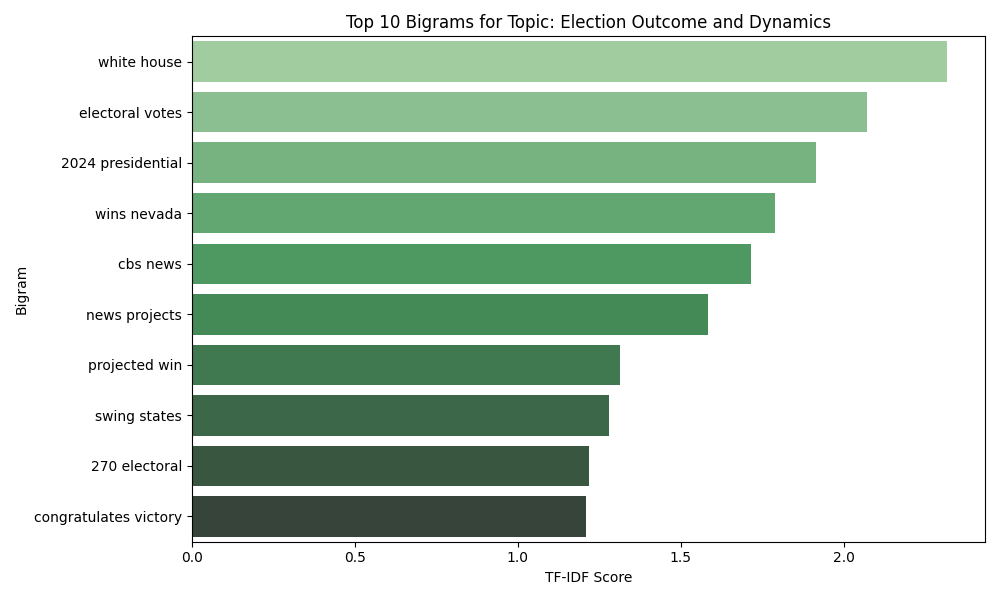 Top 10 Bigrams for Topic: Election Outcome and Dynamics
white house
electoral votes
2024 presidential
wins nevada
cbs news
news projects
projected win
swing states
270 electoral
congratulates victory
Bigram
0.0 0.5 1.0 1.5 2.0
TF-IDF Score